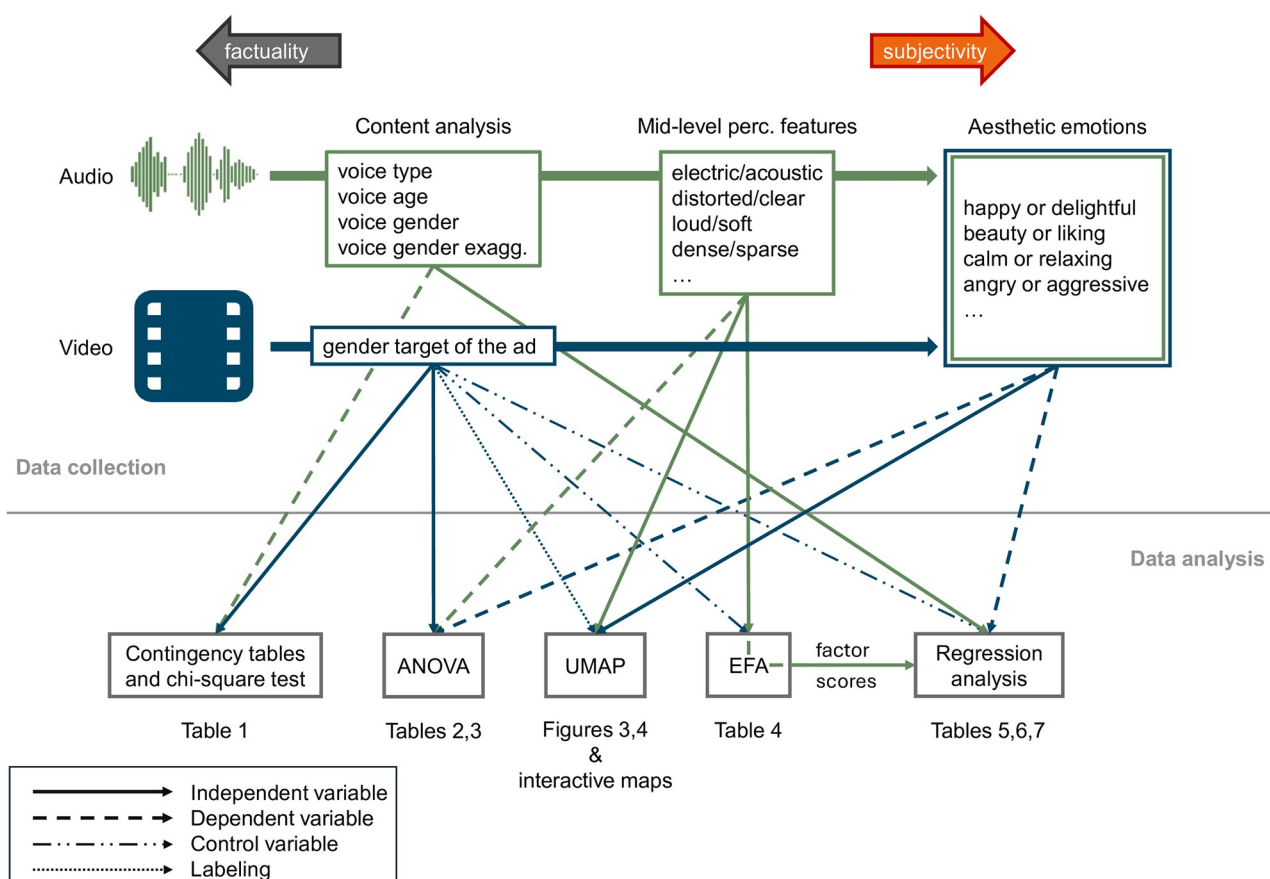 factuality
subjectivity
Content analysis
Mid-level perc. features
Aesthetic emotions
Audio
voice type
voice age
voice gender
voice gender exagg.
electric/acoustic
distorted/clear
loud/soft
dense/sparse
...
happy or delightful
beauty or liking
calm or relaxing
angry or aggressive
...
Video
gender target of the ad
Data collection
Data analysis
Contingency tables
and chi-square test
ANOVA
UMAP
EFA
factor
scores
Regression
analysis
Table 1
Tables 2,3
Figures 3,4
&
interactive maps
Table 4
Tables 5,6,7
Independent variable
Dependent variable
Control variable
Labeling